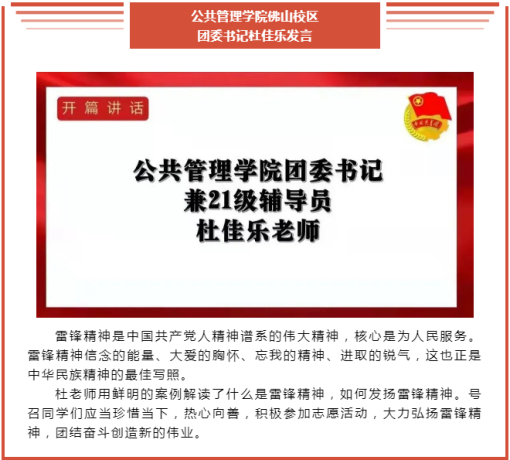 公共管理学院佛山校区
团委书记杜佳乐发言
开篇讲话
公共管理学院团委书记
兼21级辅导员
杜佳乐老师
雷锋精神是中国共产党人精神谱系的伟大精神，核心是为人民服务。
雷锋精神信念的能量、大爱的胸怀、忘我的精神、进取的锐气，这也正是
中华民族精神的最佳写照。
杜老师用鲜明的案例解读了什么是雷锋精神，如何发扬雷锋精神。号
召同学们应当珍惜当下，热心向善，积极参加志愿活动，大力弘扬雷锋精
神，团结奋斗创造新的伟业。